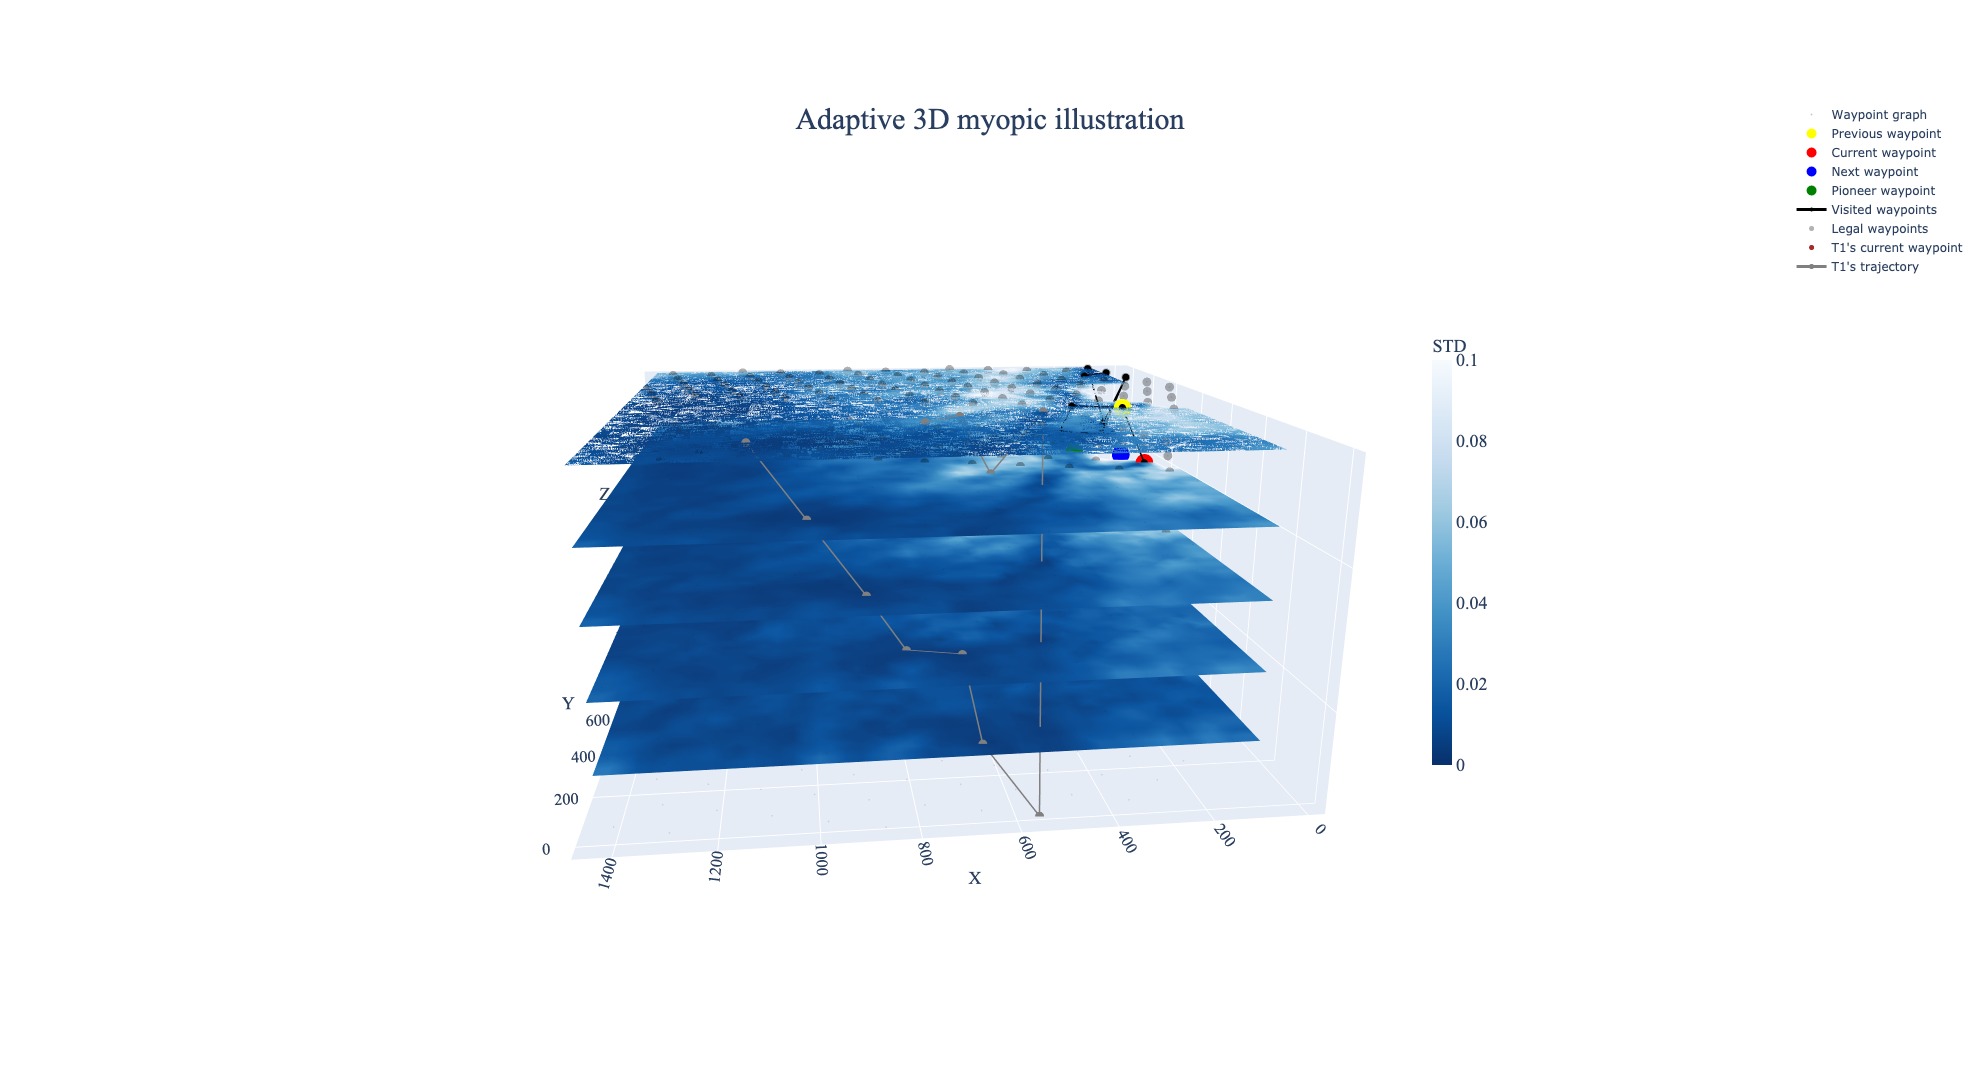 Adaptive 3D myopic illustration
Waypoint graph
Previous waypoint
Current waypoint
Next waypoint
Pioneer waypoint
Visited waypoints
Legal waypoints
T1's current waypoint
T1's trajectory
STD
0.1
0.08
0.06
0.04
0.02
0
Z
Y
600
400
200
0
1400
1200
1000
800
600
400
200
0
X